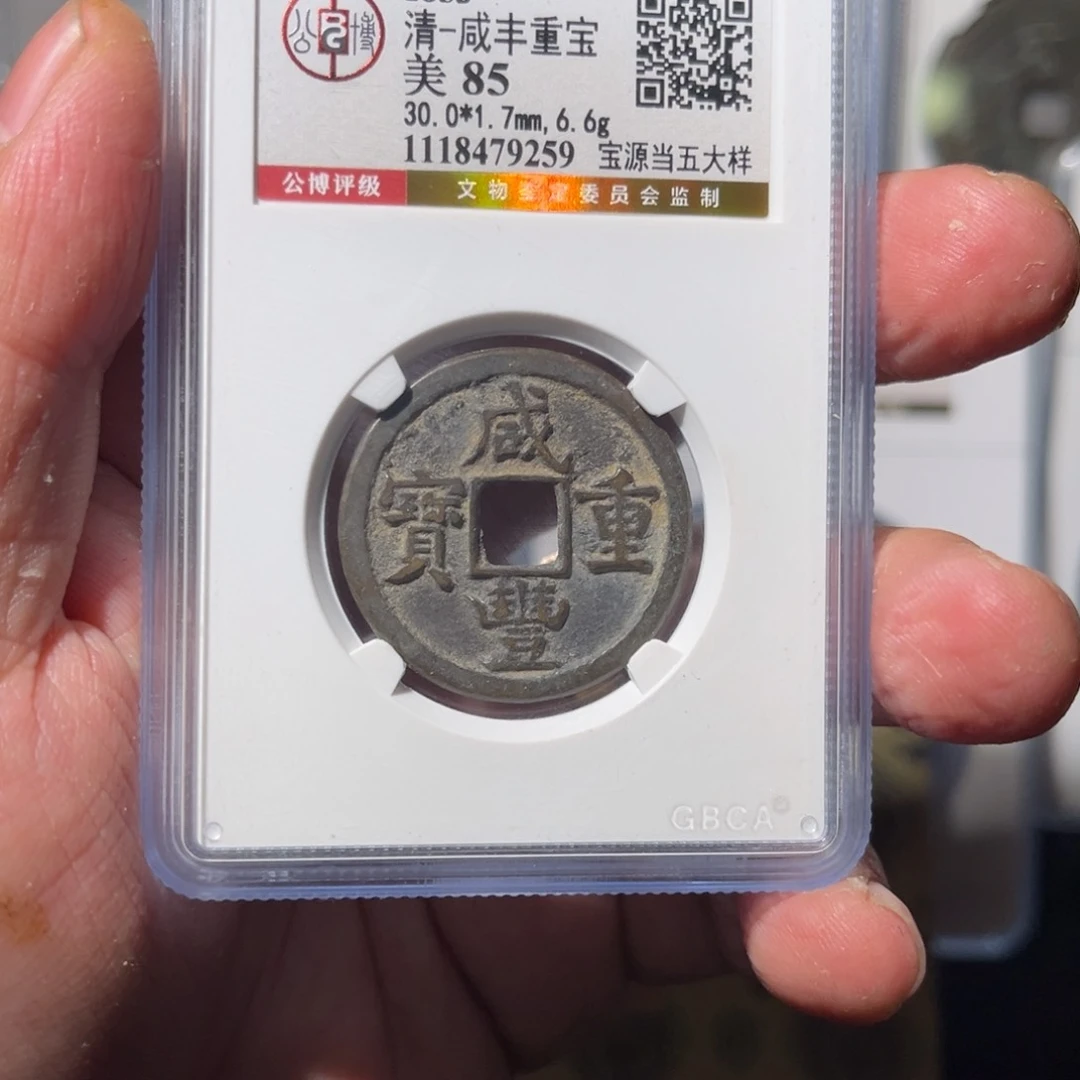 公 博
清-咸丰重宝
美 85
30.0*1.7mm,6.6g
1118479259 宝源当五大样
公博评级 文物鉴定委员会监制
咸豐重寶
GBCA